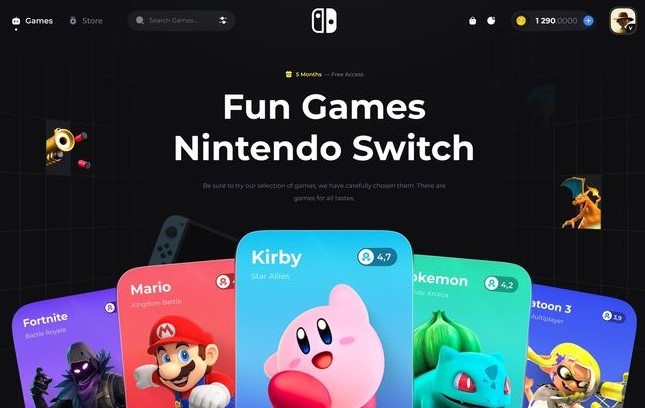 Games
Store
Search Games ...
1 290.0000
5 Months — Free Access
Fun Games
Nintendo Switch
Be sure to try our selection of games, we have carefully chosen them. There are
games for all tastes.
Fortnite
Battle Royale
Mario
Kingdom Battle
4
Kirby
Star Allies
4,7
okemon
nds: Arceus
4,2
atoon 3
Multiplayer
3,9